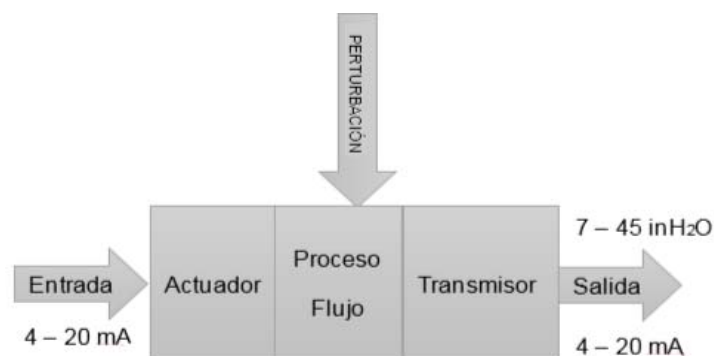 PERTURBACIÓN
7 – 45 inH₂O
Entrada
Actuador
Proceso
Flujo
Transmisor
Salida
4 – 20 mA
4 – 20 mA